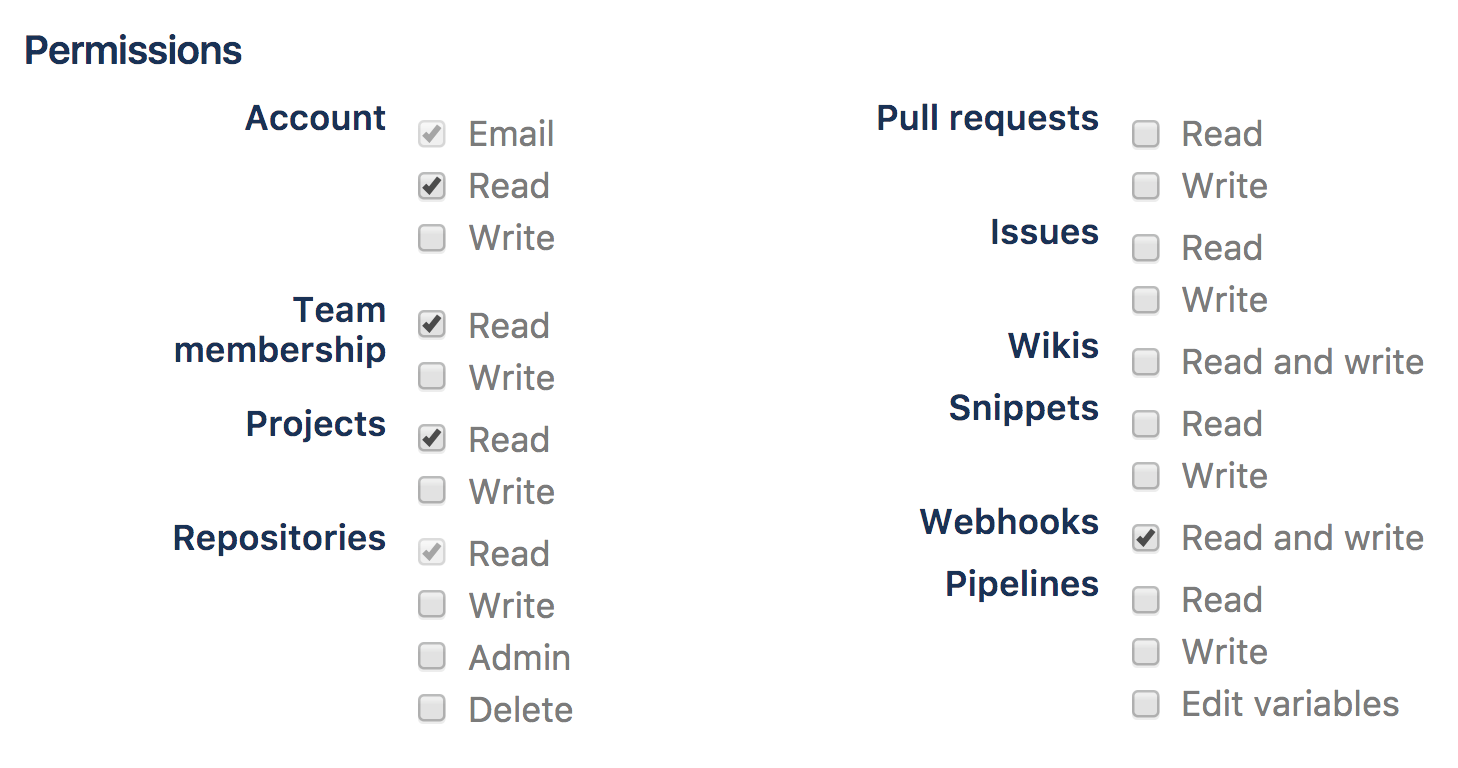 Permissions
Account
Email
Read
Write
Team
membership
Read
Write
Projects
Read
Write
Repositories
Read
Write
Admin
Delete
Pull requests
Read
Write
Issues
Read
Write
Wikis
Read and write
Snippets
Read
Write
Webhooks
Read and write
Pipelines
Read
Write
Edit variables